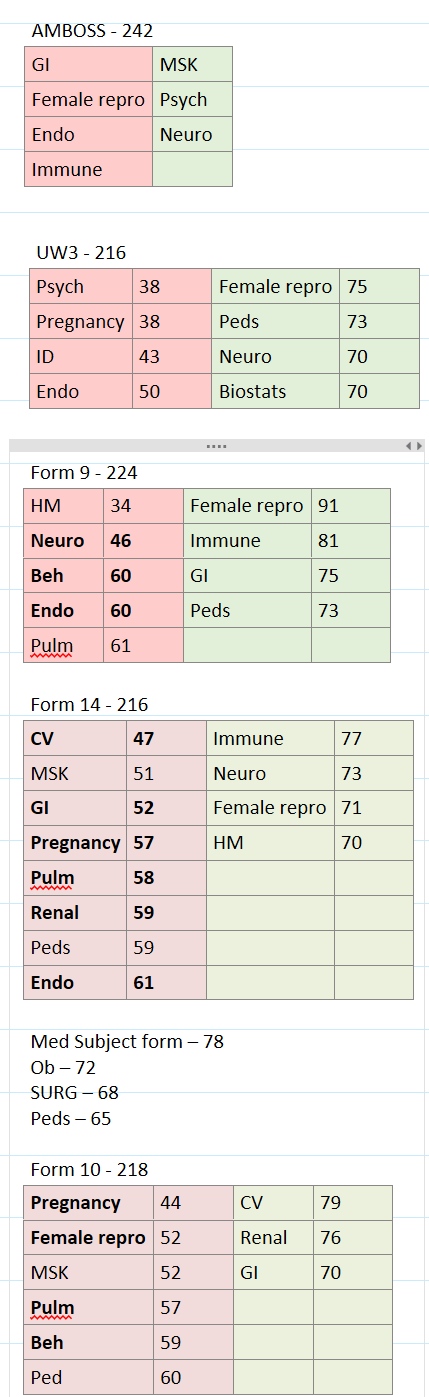 AMBOSS - 242
GI MSK
Female repro Psych
Endo Neuro
Immune
UW3 - 216
Psych 38 Female repro 75
Pregnancy 38 Peds 73
ID 43 Neuro 70
Endo 50 Biostats 70
Form 9 - 224
HM 34 Female repro 91
Neuro 46 Immune 81
Beh 60 GI 75
Endo 60 Peds 73
Pulm 61
Form 14 - 216
CV 47 Immune 77
MSK 51 Neuro 73
GI 52 Female repro 71
Pregnancy 57 HM 70
Pulm 58
Renal 59
Peds 59
Endo 61
Med Subject form – 78
Ob – 72
SURG – 68
Peds – 65
Form 10 - 218
Pregnancy 44 CV 79
Female repro 52 Renal 76
MSK 52 GI 70
Pulm 57
Beh 59
Ped 60